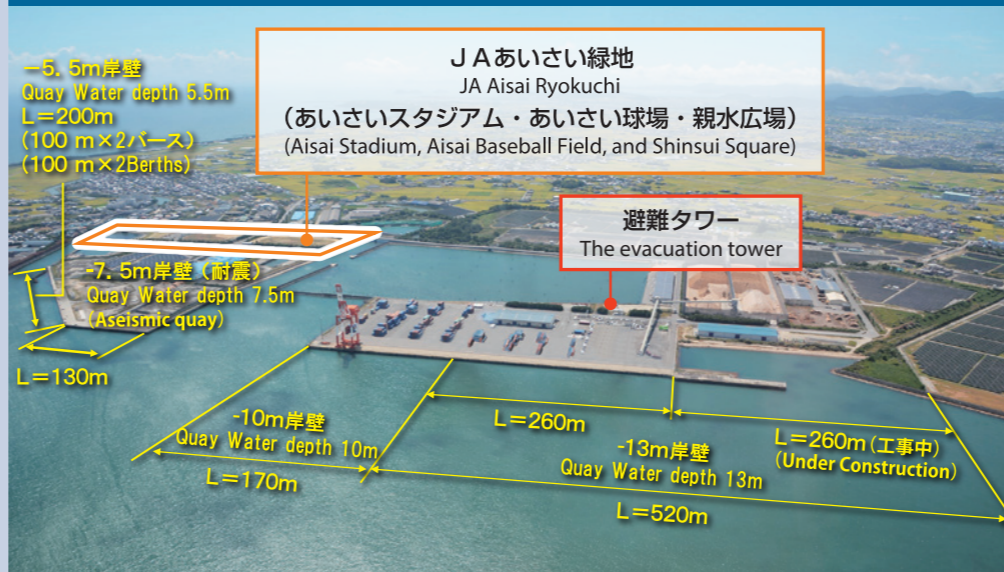 JAあいさい緑地
JA Aisai Ryokuchi
(あいさいスタジアム・あいさい球場・親水広場)
(Aisai Stadium, Aisai Baseball Field, and Shinsui Square)
-5. 5m岸壁
Quay Water depth 5.5m
L=200m
(100 m×2バース)
(100 m×2Berths)
避難タワー
The evacuation tower
-7. 5m岸壁 (耐震)
Quay Water depth 7.5m
(Aseismic quay)
L=130m
-10m岸壁
Quay Water depth 10m
L=170m
L=260m
-13m岸壁
Quay Water depth 13m
L=520m
L=260m(工事中)
(Under Construction)